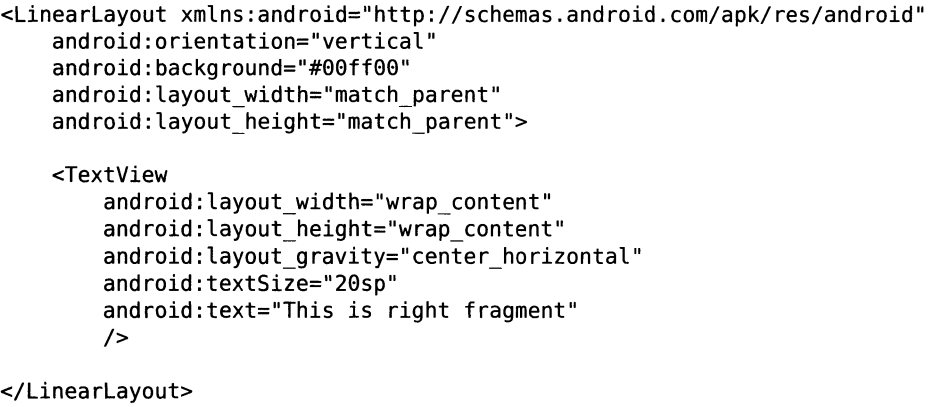 <LinearLayout xmlns:android="http://schemas.android.com/apk/res/android"
    android:orientation="vertical"
    android:background="#00ff00"
    android:layout_width="match_parent"
    android:layout_height="match_parent">

    <TextView
        android:layout_width="wrap_content"
        android:layout_height="wrap_content"
        android:layout_gravity="center_horizontal"
        android:textSize="20sp"
        android:text="This is right fragment"
        />

</LinearLayout>